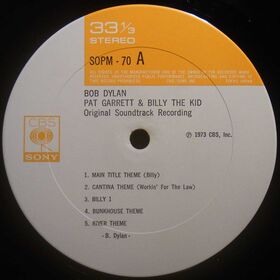 33 1/3
STEREO
SOPM - 70 A
BOB DYLAN
PAT GARRETT & BILLY THE KID
Original Soundtrack Recording
℗ 1973 CBS, Inc.
CBS
SONY
1. MAIN TITLE THEME (Billy)
2. CANTINA THEME (Workin' For The Law)
3. BILLY 1
4. BUNKHOUSE THEME
5. RIVER THEME
- B. Dylan -